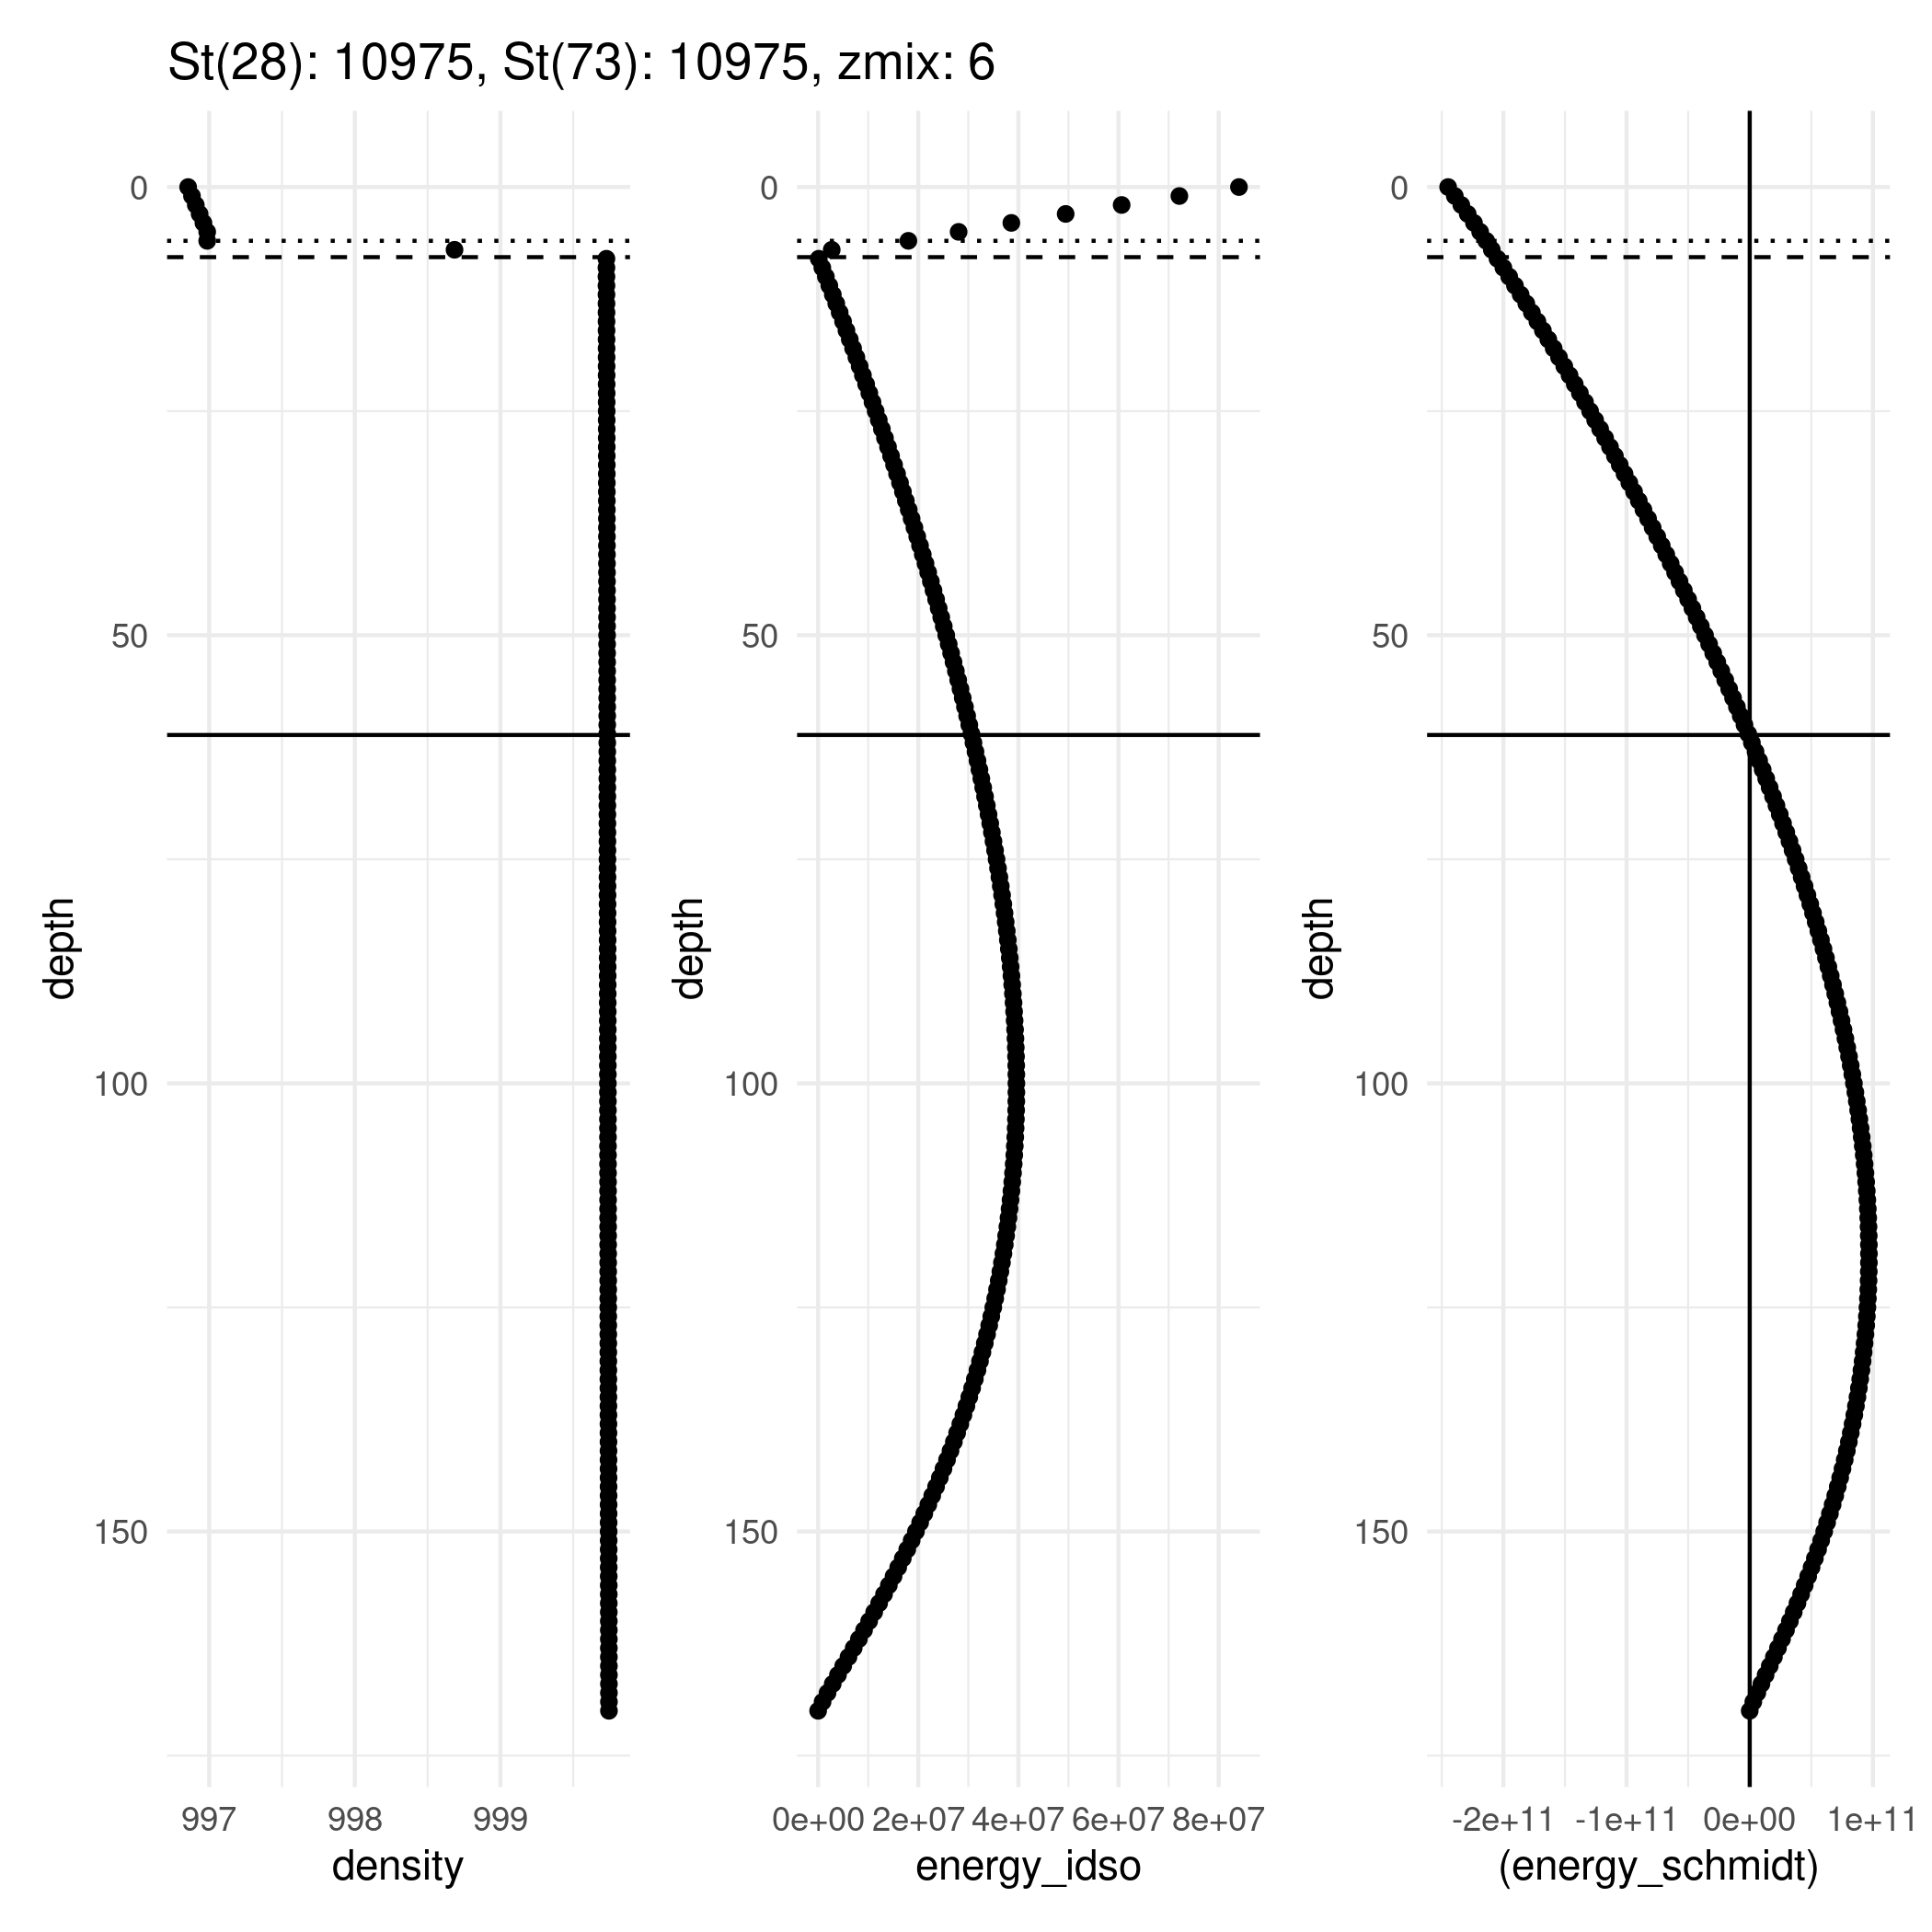 St(28): 10975, St(73): 10975, zmix: 6
0
50
100
150
depth
997 998 999
density
0
50
100
150
depth
0e+00 2e+07 4e+07 6e+07 8e+07
energy_idso
0
50
100
150
depth
-2e+11 -1e+11 0e+00 1e+11
(energy_schmidt)